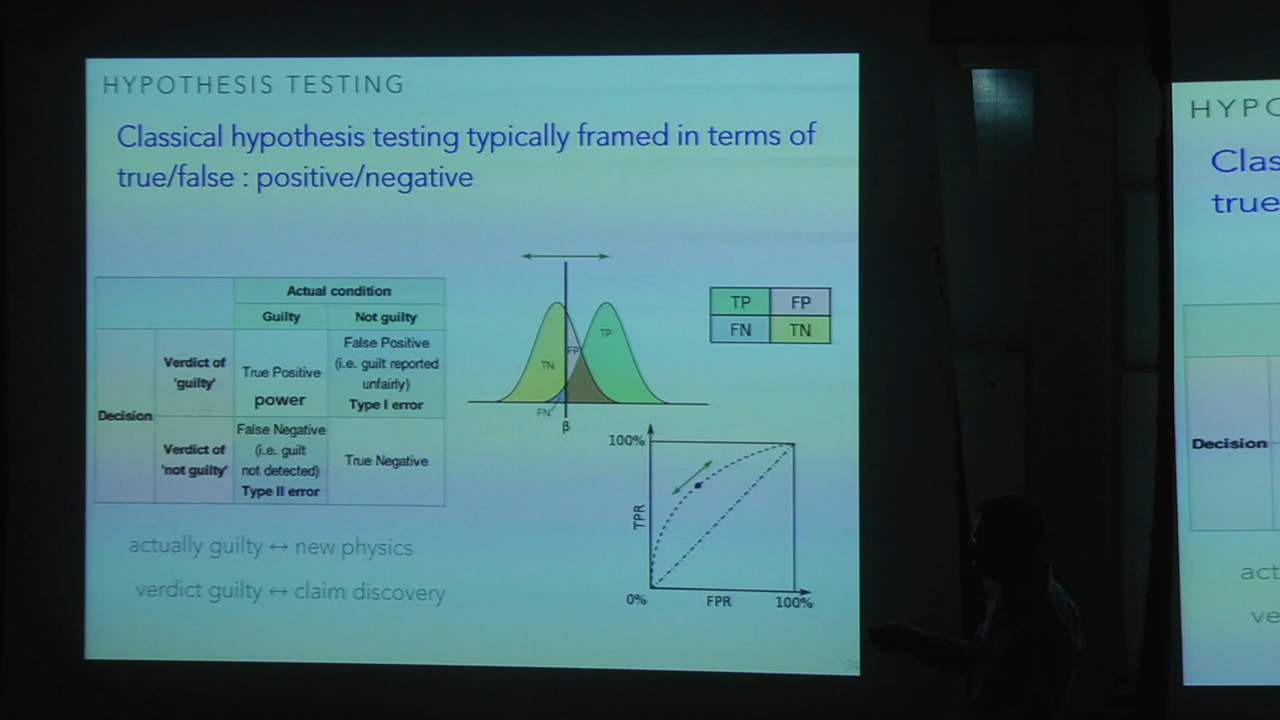 HYPOTHESIS TESTING
Classical hypothesis testing typically framed in terms of
true/false : positive/negative
Actual condition
Guilty
Not guilty
Decision
Verdict of
'guilty'
True Positive
power
False Positive
(i.e. guilt reported
unfairly)
Type I error
Verdict of
'not guilty'
False Negative
(i.e. guilt
not detected)
Type II error
True Negative
TN
FP
TP
FN
β
TP
FP
FN
TN
100%
TPR
0%
FPR
100%
actually guilty ↔ new physics
verdict guilty ↔ claim discovery
34
HYPO
Clas
true
Decision
act
ve